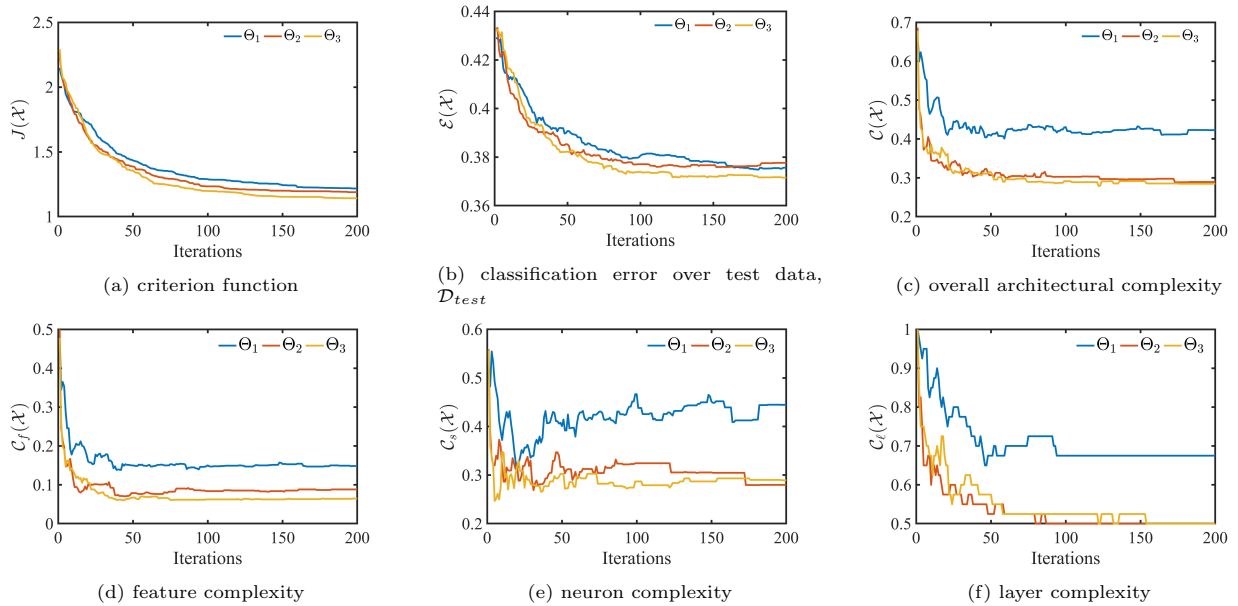 2.5
2
1.5
1
J(𝒳)
Θ₁ Θ₂ Θ₃
0 50 100 150 200
Iterations
(a) criterion function
0.44
0.42
0.4
0.38
0.36
ℰ(𝒳)
Θ₁ Θ₂ Θ₃
0 50 100 150 200
Iterations
(b) classification error over test data,
𝒟test
0.7
0.6
0.5
0.4
0.3
0.2
𝒞(𝒳)
Θ₁ Θ₂ Θ₃
0 50 100 150 200
Iterations
(c) overall architectural complexity
0.5
0.4
0.3
0.2
0.1
0
𝒞f(𝒳)
Θ₁ Θ₂ Θ₃
0 50 100 150 200
Iterations
(d) feature complexity
0.6
0.5
0.4
0.3
0.2
𝒞s(𝒳)
Θ₁ Θ₂ Θ₃
0 50 100 150 200
Iterations
(e) neuron complexity
1
0.9
0.8
0.7
0.6
0.5
𝒞ℓ(𝒳)
Θ₁ Θ₂ Θ₃
0 50 100 150 200
Iterations
(f) layer complexity